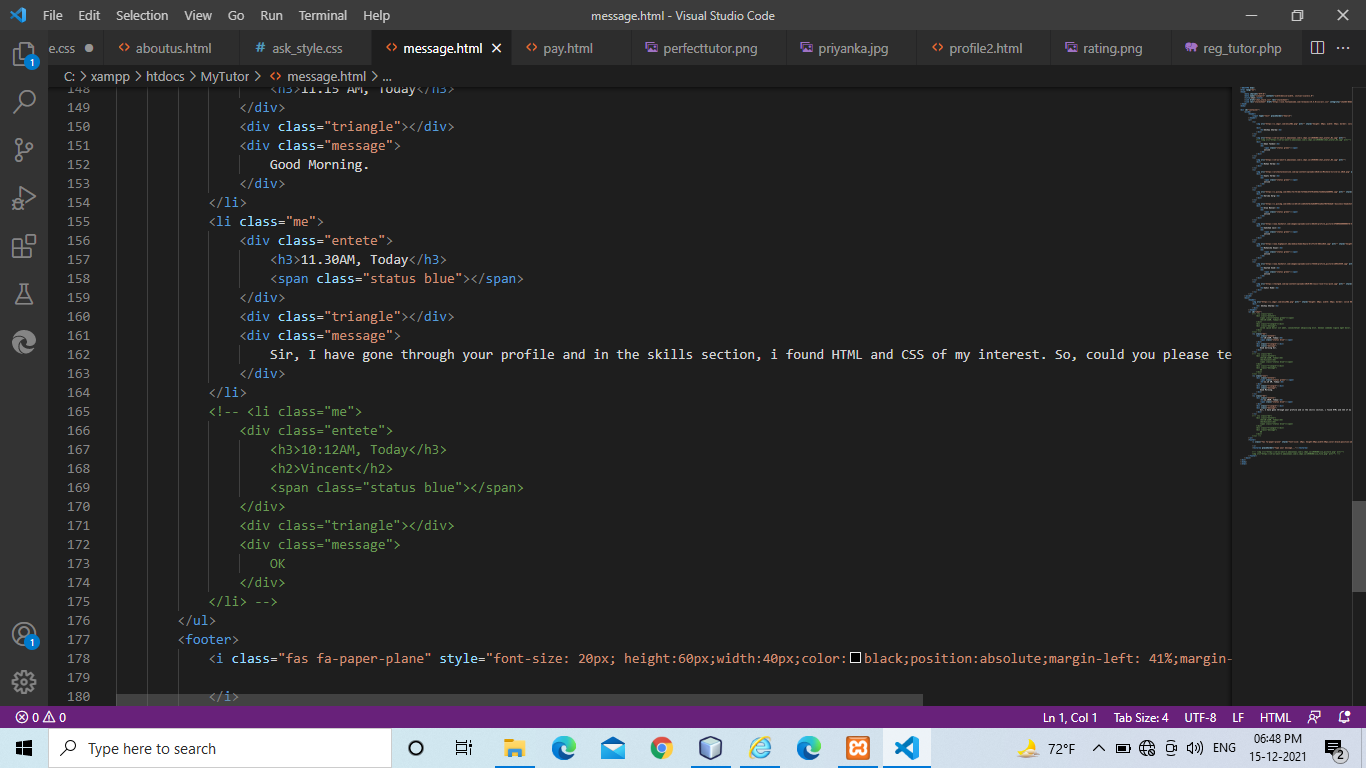 File Edit Selection View Go Run Terminal Help message.html - Visual Studio Code
e.css aboutus.html # ask_style.css message.html pay.html perfecttutor.png priyanka.jpg profile2.html rating.png reg_tutor.php
C: > xampp > htdocs > MyTutor > message.html > ...
148 <h3>11.15 AM, Today</h3>
149 </div>
150 <div class="triangle"></div>
151 <div class="message">
152 Good Morning.
153 </div>
154 </li>
155 <li class="me">
156 <div class="entete">
157 <h3>11.30AM, Today</h3>
158 <span class="status blue"></span>
159 </div>
160 <div class="triangle"></div>
161 <div class="message">
162 Sir, I have gone through your profile and in the skills section, i found HTML and CSS of my interest. So, could you please te
163 </div>
164 </li>
165 <!-- <li class="me">
166 <div class="entete">
167 <h3>10:12AM, Today</h3>
168 <h2>Vincent</h2>
169 <span class="status blue"></span>
170 </div>
171 <div class="triangle"></div>
172 <div class="message">
173 OK
174 </div>
175 </li> -->
176 </ul>
177 <footer>
178 <i class="fas fa-paper-plane" style="font-size: 20px; height:60px;width:40px;color:black;position:absolute;margin-left: 41%;margin-
179
180 </i>
1
1
0 0 Ln 1, Col 1 Tab Size: 4 UTF-8 LF HTML
Type here to search 72°F ENG 06:48 PM
15-12-2021 2